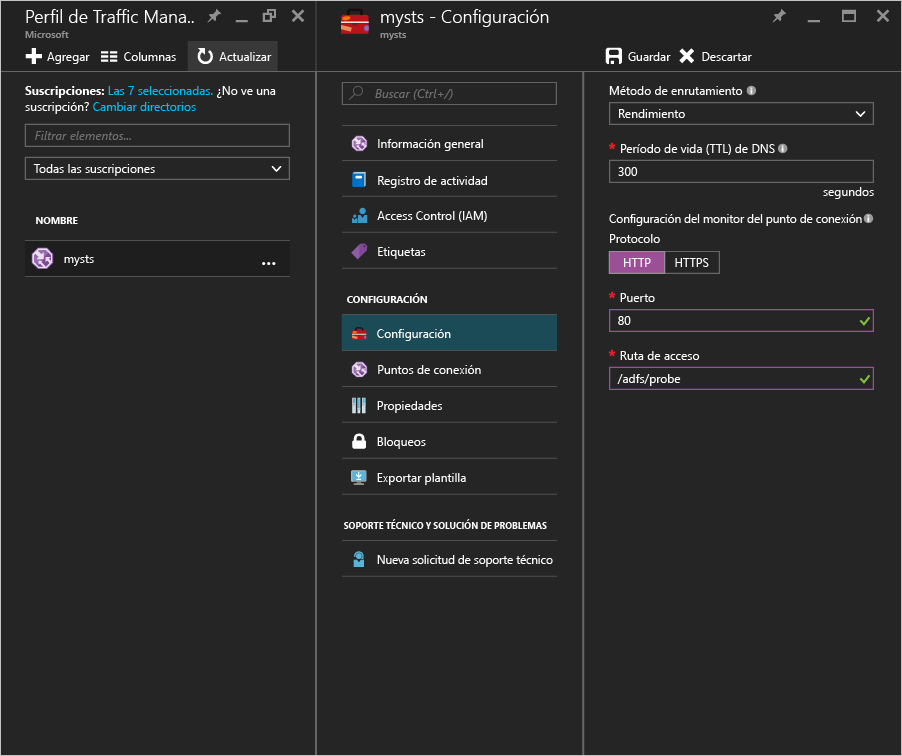 Perfil de Traffic Mana..
Microsoft
Agregar
Columnas
Actualizar
Suscripciones: Las 7 seleccionadas. ¿No ve una
suscripción? Cambiar directorios
Filtrar elementos...
Todas las suscripciones
NOMBRE
mysts
...
mysts - Configuración
mysts
Buscar (Ctrl+/)
Información general
Registro de actividad
Access Control (IAM)
Etiquetas
CONFIGURACIÓN
Configuración
Puntos de conexión
Propiedades
Bloqueos
Exportar plantilla
SOPORTE TÉCNICO Y SOLUCIÓN DE PROBLEMAS
Nueva solicitud de soporte técnico
Guardar
Descartar
Método de enrutamiento
Rendimiento
* Período de vida (TTL) de DNS
300
segundos
Configuración del monitor del punto de conexión
Protocolo
HTTP
HTTPS
* Puerto
80
* Ruta de acceso
/adfs/probe